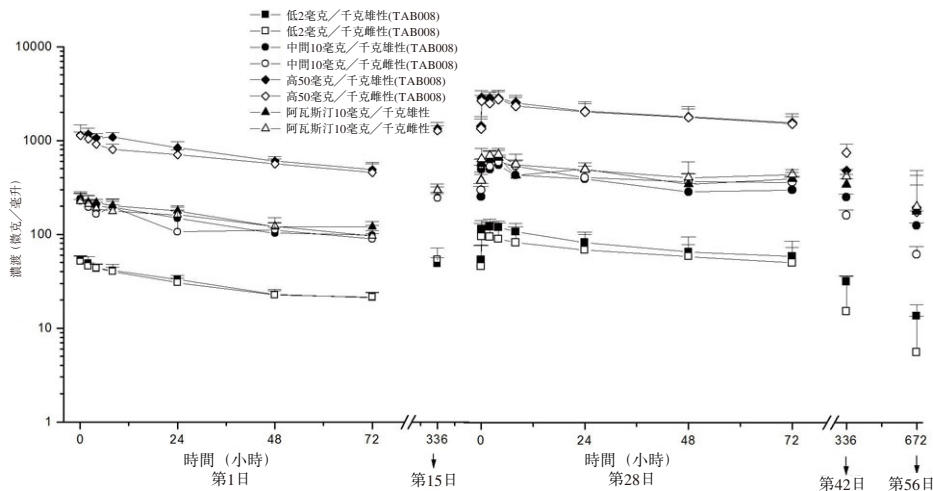 低2毫克／千克雄性(TAB008)
低2毫克／千克雌性(TAB008)
中間10毫克／千克雄性(TAB008)
中間10毫克／千克雌性(TAB008)
高50毫克／千克雄性(TAB008)
高50毫克／千克雌性(TAB008)
阿瓦斯汀10毫克／千克雄性
阿瓦斯汀10毫克／千克雌性
10000
1000
100
10
1
濃渡（微克／毫升）
0 24 48 72 336 0 24 48 72 336 672
時間（小時） 時間（小時）
第1日 第15日 第28日 第42日 第56日